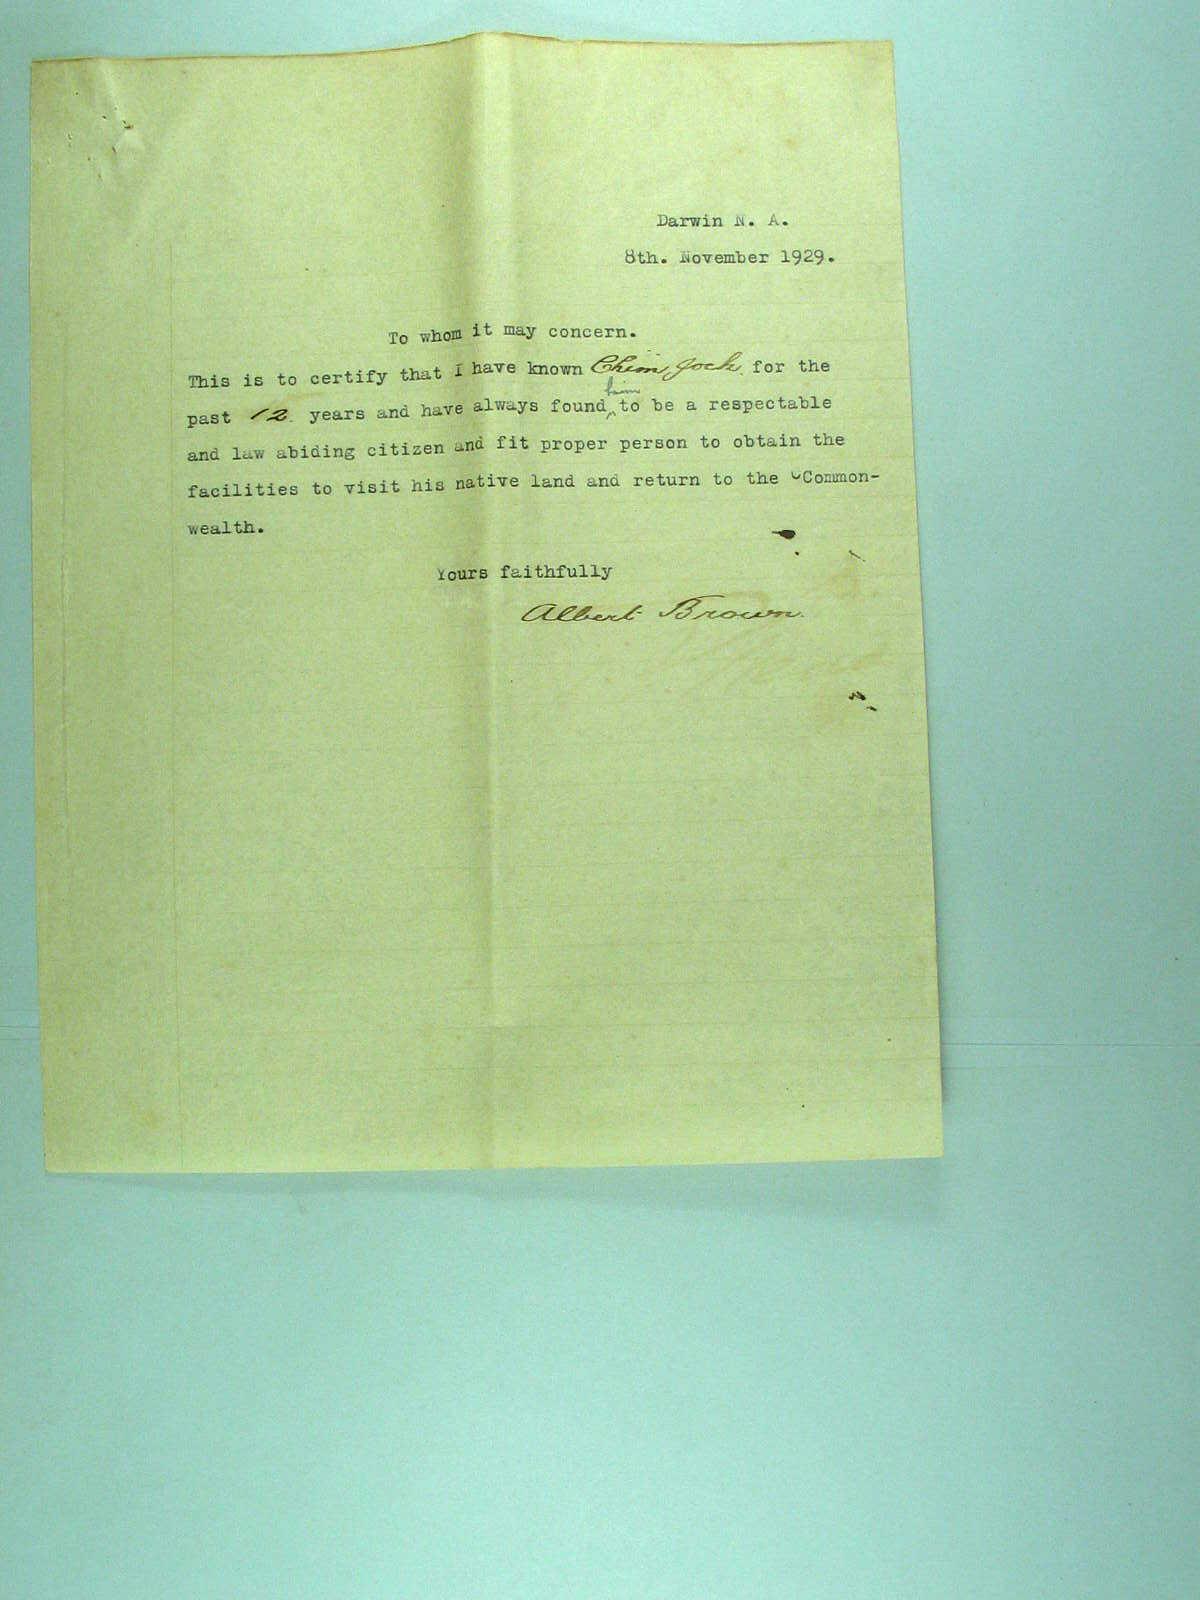 Darwin N. A.
8th. November 1929.
To whom it may concern.
This is to certify that I have known Chim Jock for the
past 12 years and have always found him to be a respectable
and law abiding citizen and fit proper person to obtain the
facilities to visit his native land and return to the Common-
wealth.
Yours faithfully
Albert Brown.